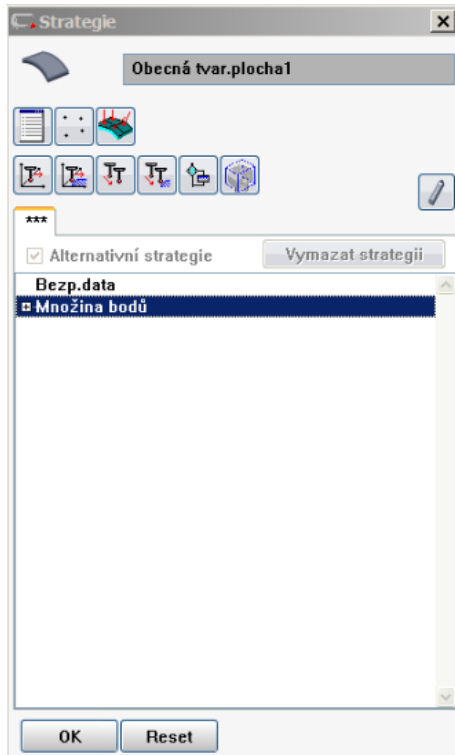 Strategie
Obecná tvar.plocha1
***
Alternativní strategie Vymazat strategii
Bezp.data
Množina bodů
OK Reset